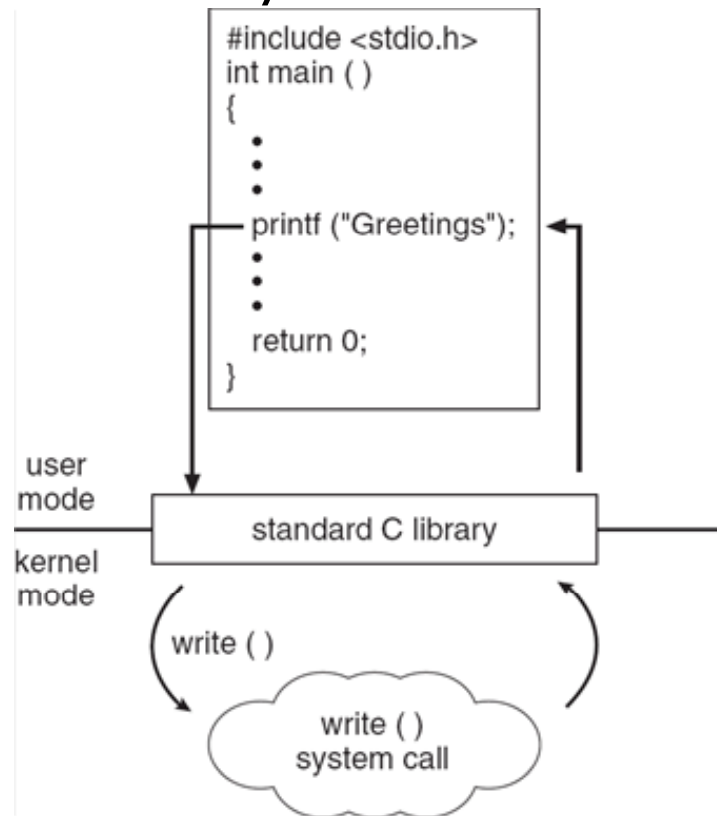 #include <stdio.h>
int main ( )
{
•
•
•
printf ("Greetings");
•
•
•
return 0;
}
user
mode
standard C library
kernel
mode
write ( )
write ( )
system call